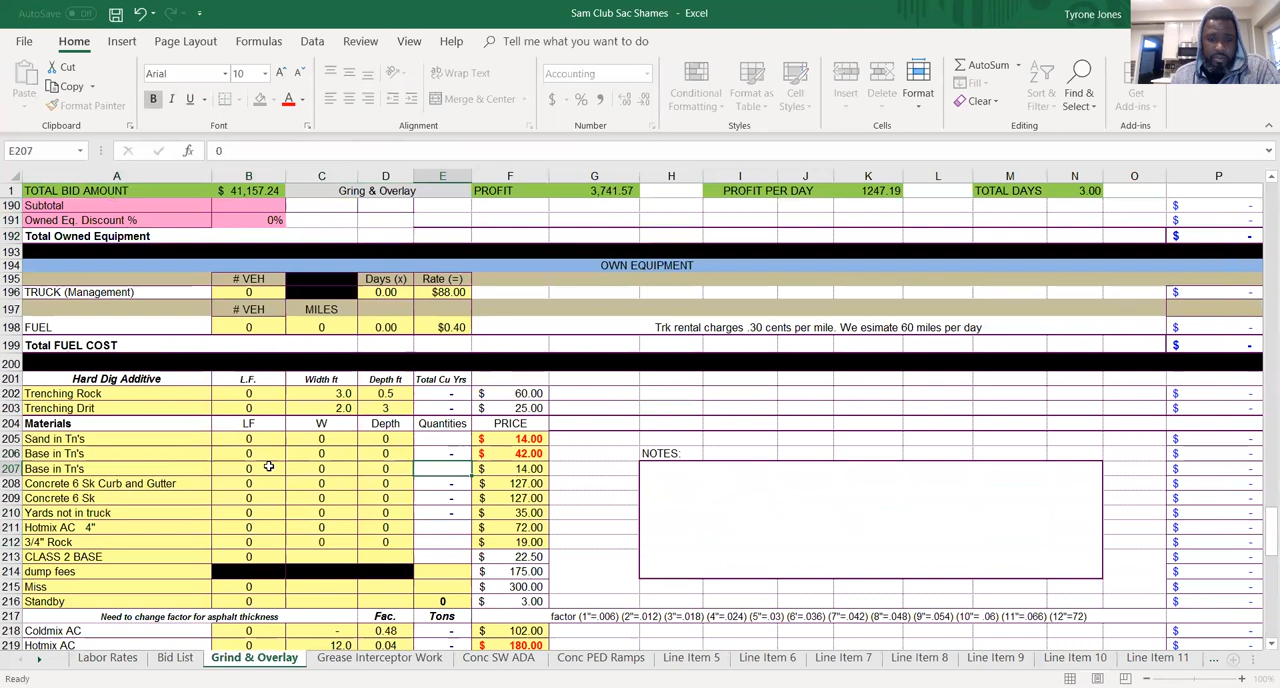 AutoSave Off Sam Club Sac Shames - Excel Tyrone Jones
File Home Insert Page Layout Formulas Data Review View Help Tell me what you want to do
Paste Cut Copy Format Painter Clipboard
Arial 10 A A B I U A Font
Wrap Text Merge & Center Alignment
Accounting $ % , Number
Conditional Formatting Format as Table Cell Styles Styles
Insert Delete Format Cells
AutoSum Fill Clear Sort & Filter Find & Select Editing
Get Add-ins Add-ins
E207 fx 0
A B C D E F G H I J K L M N O P
1 TOTAL BID AMOUNT $ 41,157.24 Gring & Overlay PROFIT 3,741.57 PROFIT PER DAY 1247.19 TOTAL DAYS 3.00
190 Subtotal $ -
191 Owned Eq. Discount % 0% $ -
192 Total Owned Equipment $ -
193
194 OWN EQUIPMENT
195 # VEH Days (x) Rate (=)
196 TRUCK (Management) 0 0.00 $88.00 $ -
197 # VEH MILES
198 FUEL 0 0 0.00 $0.40 Trk rental charges .30 cents per mile. We esimate 60 miles per day $ -
199 Total FUEL COST $ -
200
201 Hard Dig Additive L.F. Width ft Depth ft Total Cu Yrs
202 Trenching Rock 0 3.0 0.5 - $ 60.00 $ -
203 Trenching Drit 0 2.0 3 - $ 25.00 $ -
204 Materials LF W Depth Quantities PRICE
205 Sand in Tn's 0 0 0 $ 14.00 $ -
206 Base in Tn's 0 0 0 - $ 42.00 NOTES: $ -
207 Base in Tn's 0 0 0 $ 14.00 $ -
208 Concrete 6 Sk Curb and Gutter 0 0 0 - $ 127.00 $ -
209 Concrete 6 Sk 0 0 0 - $ 127.00 $ -
210 Yards not in truck 0 0 0 - $ 35.00 $ -
211 Hotmix AC 4" 0 0 0 $ 72.00 $ -
212 3/4" Rock 0 0 0 $ 19.00 $ -
213 CLASS 2 BASE 0 $ 22.50 $ -
214 dump fees $ 175.00 $ -
215 Miss 0 $ 300.00 $ -
216 Standby 0 0 $ 3.00 $ -
217 Need to change factor for asphalt thickness Fac. Tons factor (1"=.006) (2"=.012) (3"=.018) (4"=.024) (5"=.03) (6'=.036) (7"=.042) (8"=.048) (9"=.054) (10"= .06) (11"=.066) (12"=72)
218 Coldmix AC 0 - 0.48 - $ 102.00 $ -
219 Hotmix AC 0 12.0 0.04 - $ 180.00 $ -
Labor Rates Bid List Grind & Overlay Grease Interceptor Work Conc SW ADA Conc PED Ramps Line Item 5 Line Item 6 Line Item 7 Line Item 8 Line Item 9 Line Item 10 Line Item 11 ...
Ready 100%